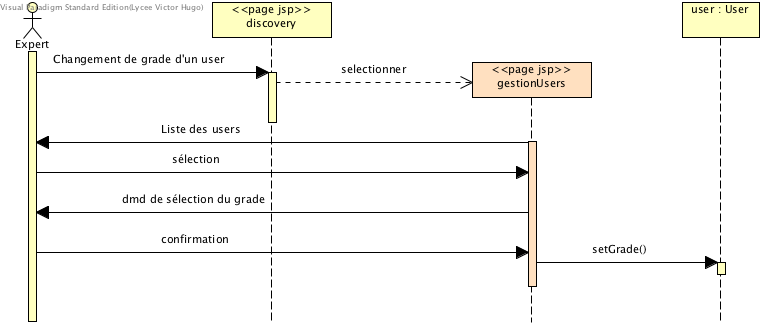 Visual Paradigm Standard Edition(Lycee Victor Hugo)
<<page jsp>>
discovery
user : User
Expert
Changement de grade d'un user
selectionner
<<page jsp>>
gestionUsers
Liste des users
sélection
dmd de sélection du grade
confirmation
setGrade()